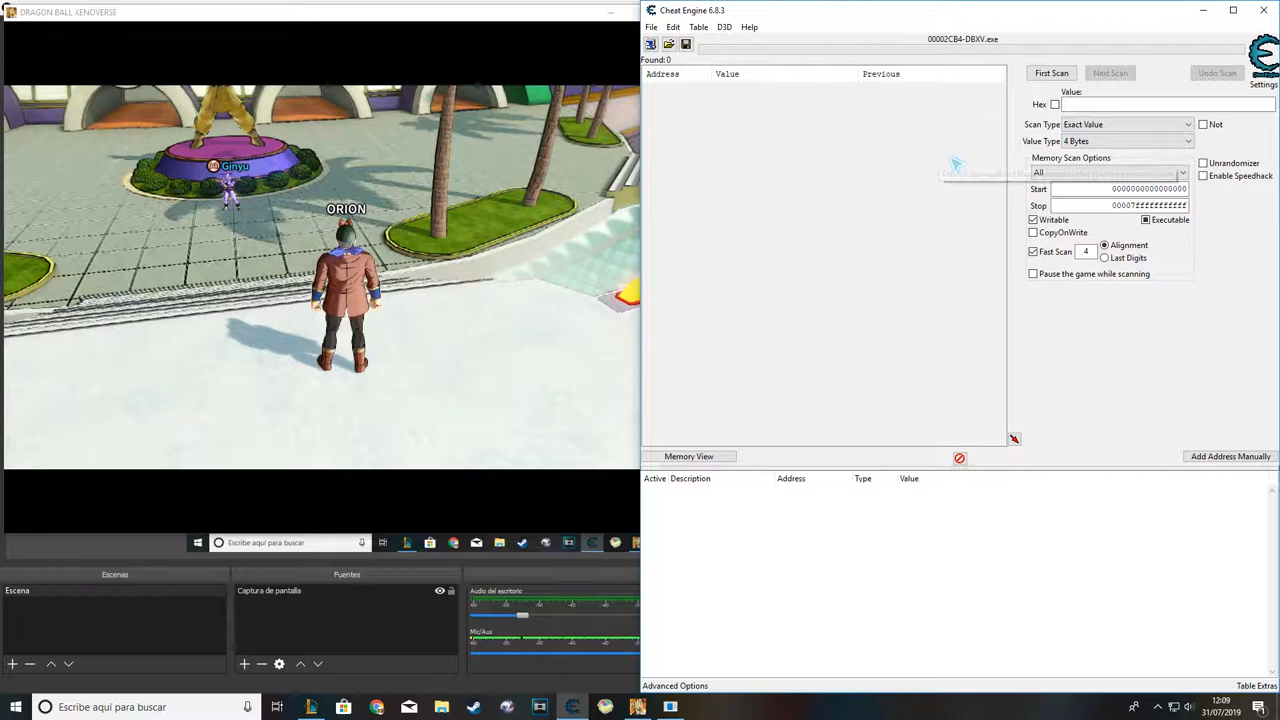 DRAGON BALL XENOVERSE
Ginyu
ORION
Escribe aquí para buscar
Escenas
Fuentes
Escena
Captura de pantalla
Audio del escritorio
Mic/Aux
Cheat Engine 6.8.3
File Edit Table D3D Help
00002CB4-DBXV.exe
Found: 0
Address Value Previous
First Scan Next Scan Undo Scan
Cheat Engine
Settings
Value:
Hex
Scan Type Exact Value Not
Value Type 4 Bytes
Memory Scan Options
All
Unrandomizer
Enable Speedhack
Start 0000000000000000
Stop 00007fffffffffff
Writable Executable
CopyOnWrite
Fast Scan 4 Alignment
Last Digits
Pause the game while scanning
Memory View Add Address Manually
Active Description Address Type Value
Advanced Options Table Extras
Escribe aquí para buscar
12:09
31/07/2019